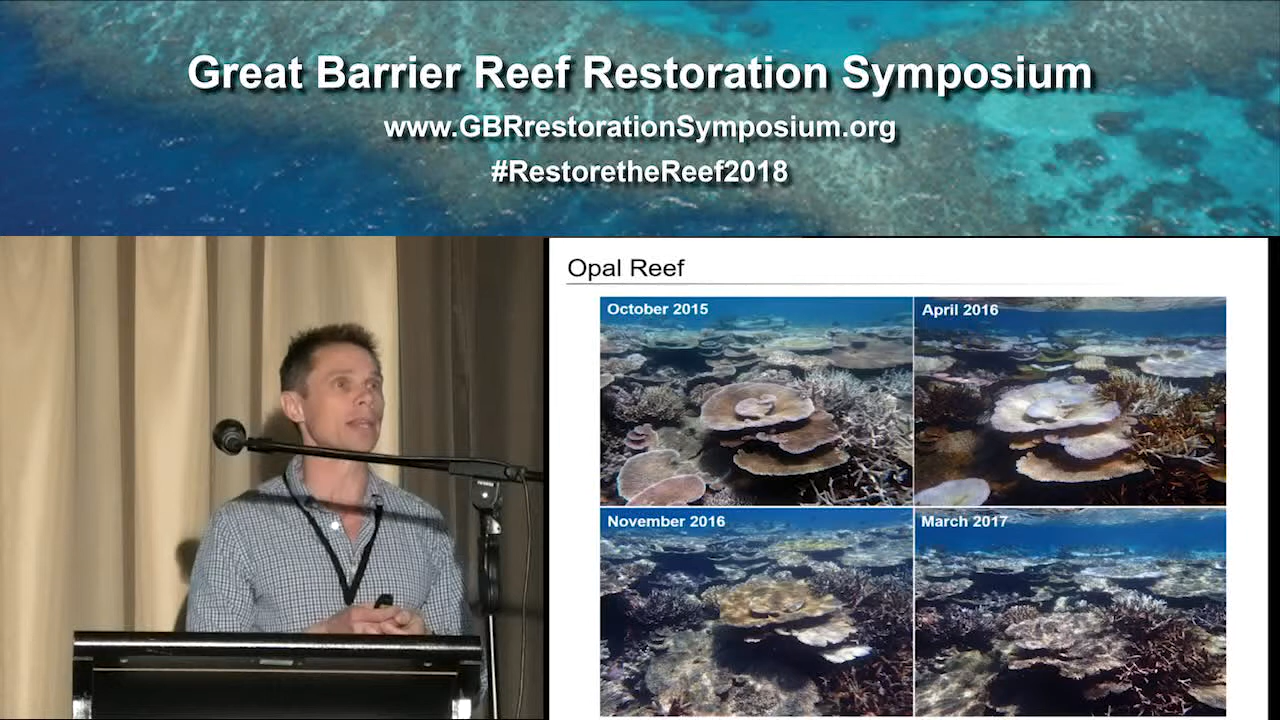 Great Barrier Reef Restoration Symposium
www.GBRrestorationSymposium.org
#RestoretheReef2018
Opal Reef
October 2015
April 2016
November 2016
March 2017